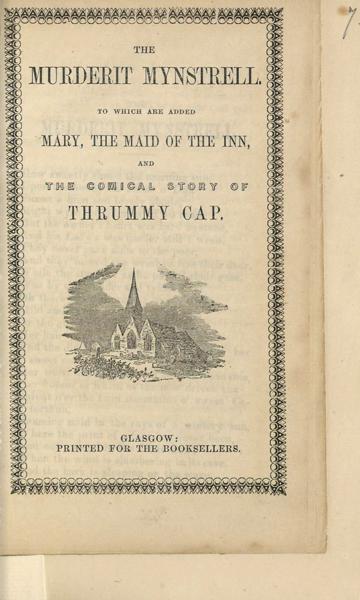 7
THE
MURDERIT MYNSTRELL.
TO WHICH ARE ADDED
MARY, THE MAID OF THE INN,
AND
THE COMICAL STORY OF
THRUMMY CAP.
GLASGOW:
PRINTED FOR THE BOOKSELLERS.